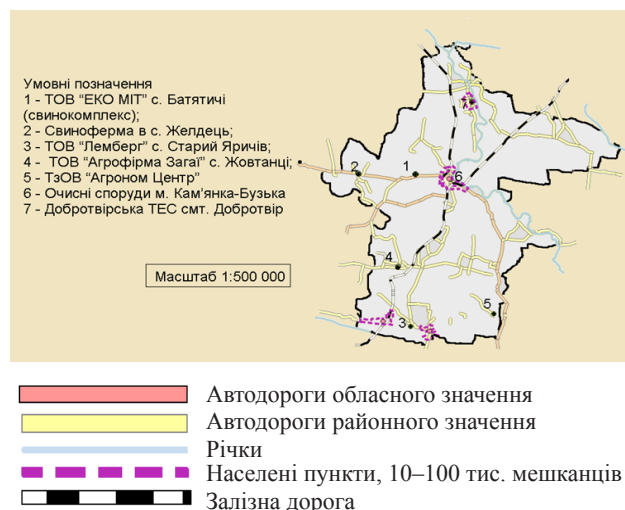 Умовні позначення
1 - ТОВ “ЕКО МІТ” с. Батятичі
(свинокомплекс);
2 - Свиноферма в с. Желдець;
3 - ТОВ “Лемберг” с. Старий Яричів;
4 - ТОВ “Агрофірма Загаї” с. Жовтанці;
5 - ТзОВ “Агроном Центр”
6 - Очисні споруди м. Кам’янка-Бузька
7 - Добротвірська ТЕС смт. Добротвір
Масштаб 1:500 000
7
2
1
6
4
5
3
Автодороги обласного значення
Автодороги районного значення
Річки
Населені пункти, 10–100 тис. мешканців
Залізна дорога